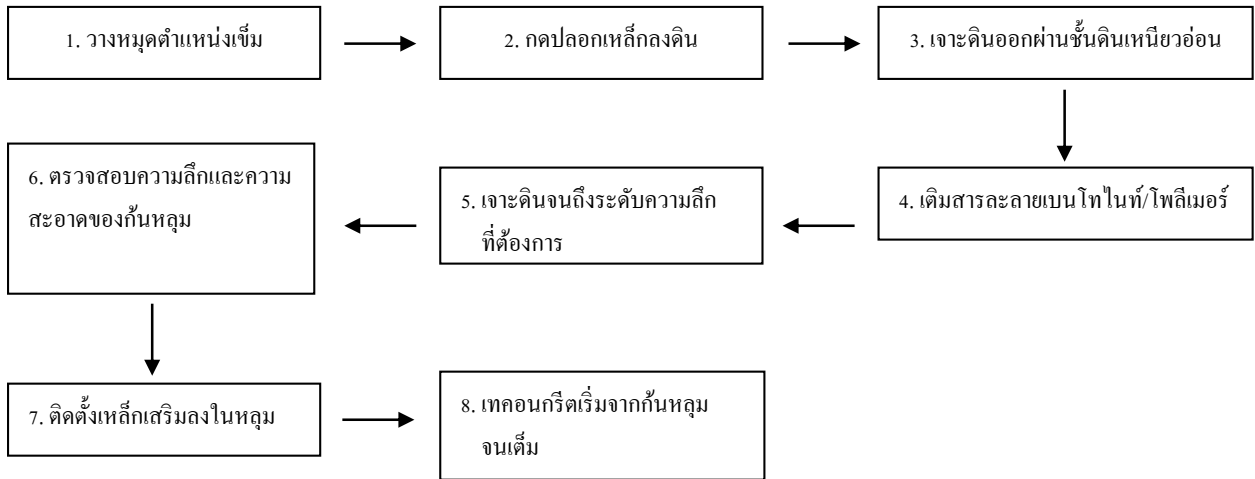 1. วางหมุดตำแหน่งเข็ม
2. กดปลอกเหล็กลงดิน
3. เจาะดินออกผ่านชั้นดินเหนียวอ่อน
4. เติมสารละลายเบนโทไนท์/โพลีเมอร์
5. เจาะดินจนถึงระดับความลึก
ที่ต้องการ
6. ตรวจสอบความลึกและความ
สะอาดของก้นหลุม
7. ติดตั้งเหล็กเสริมลงในหลุม
8. เทคอนกรีตเริ่มจากก้นหลุม
จนเต็ม